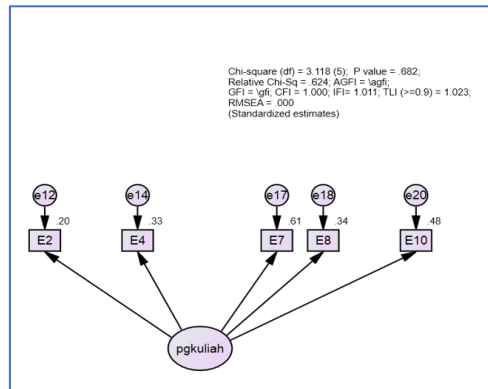 Chi-square (df) = 3.118 (5); P value = .682;
Relative Chi-Sq = .624; AGFI = \agfi;
GFI = \gfi; CFI = 1.000; IFI= 1.011; TLI (>=0.9) = 1.023;
RMSEA = .000
(Standardized estimates)
e12 e14 e17 e18 e20
.20 .33 .61 .34 .48
E2 E4 E7 E8 E10
pgkuliah